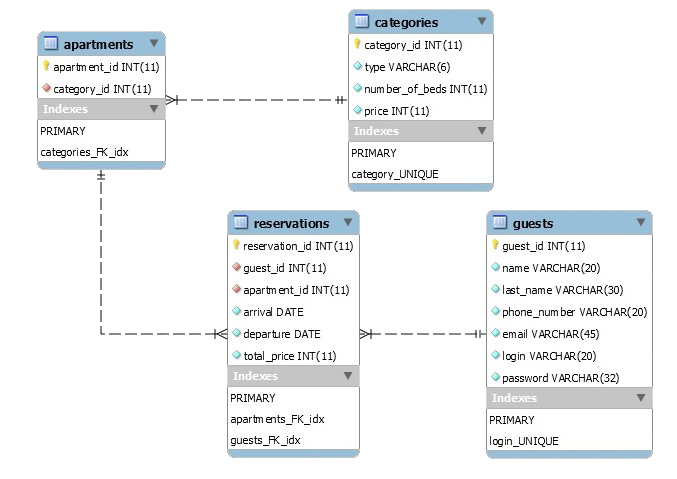 apartments
apartment_id INT(11)
category_id INT(11)
Indexes
PRIMARY
categories_FK_idx
categories
category_id INT(11)
type VARCHAR(6)
number_of_beds INT(11)
price INT(11)
Indexes
PRIMARY
category_UNIQUE
reservations
reservation_id INT(11)
guest_id INT(11)
apartment_id INT(11)
arrival DATE
departure DATE
total_price INT(11)
Indexes
PRIMARY
apartments_FK_idx
guests_FK_idx
guests
guest_id INT(11)
name VARCHAR(20)
last_name VARCHAR(30)
phone_number VARCHAR(20)
email VARCHAR(45)
login VARCHAR(20)
password VARCHAR(32)
Indexes
PRIMARY
login_UNIQUE